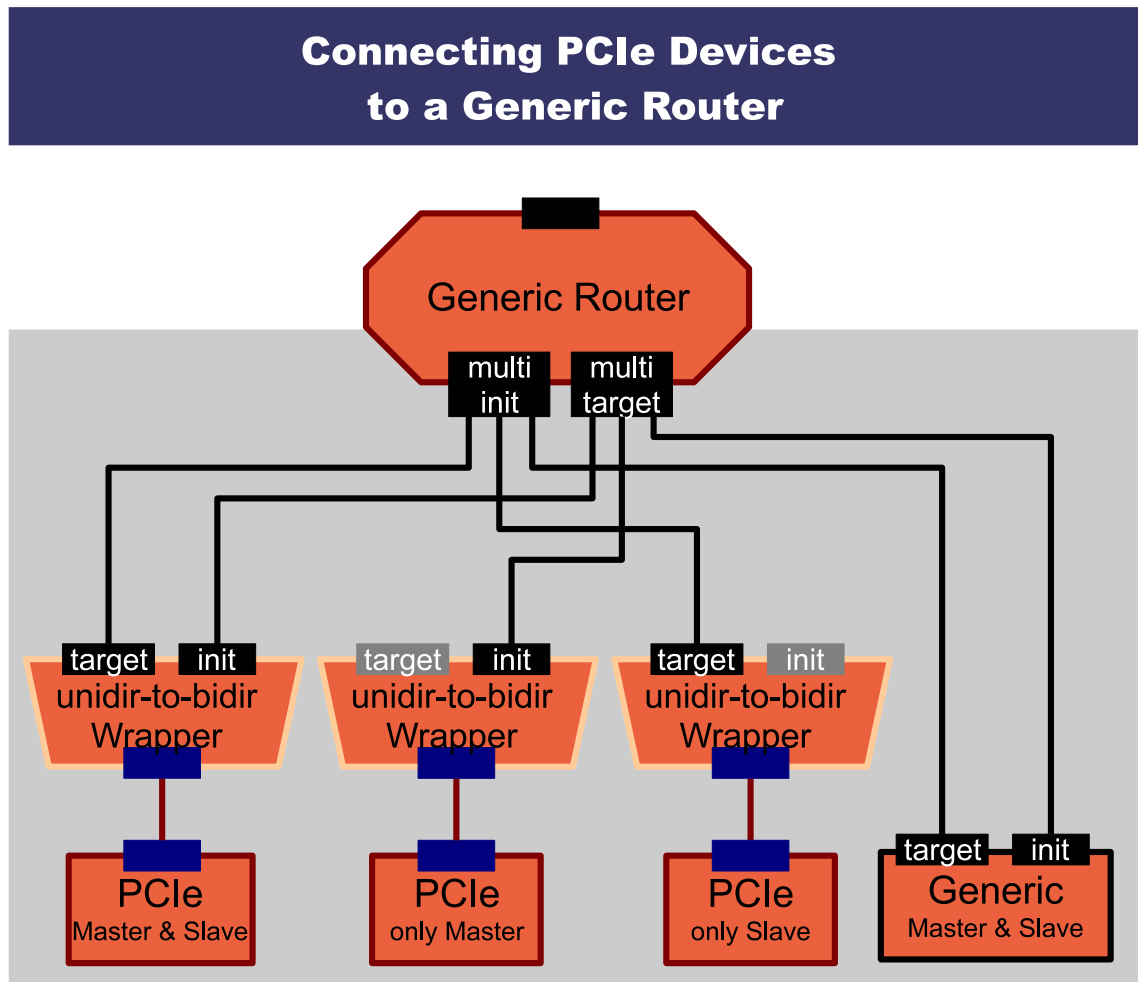 Connecting PCIe Devices
to a Generic Router
Generic Router
multi
init
multi
target
target
init
unidir-to-bidir
Wrapper
target
init
unidir-to-bidir
Wrapper
target
init
unidir-to-bidir
Wrapper
PCIe
Master & Slave
PCIe
only Master
PCIe
only Slave
target
init
Generic
Master & Slave